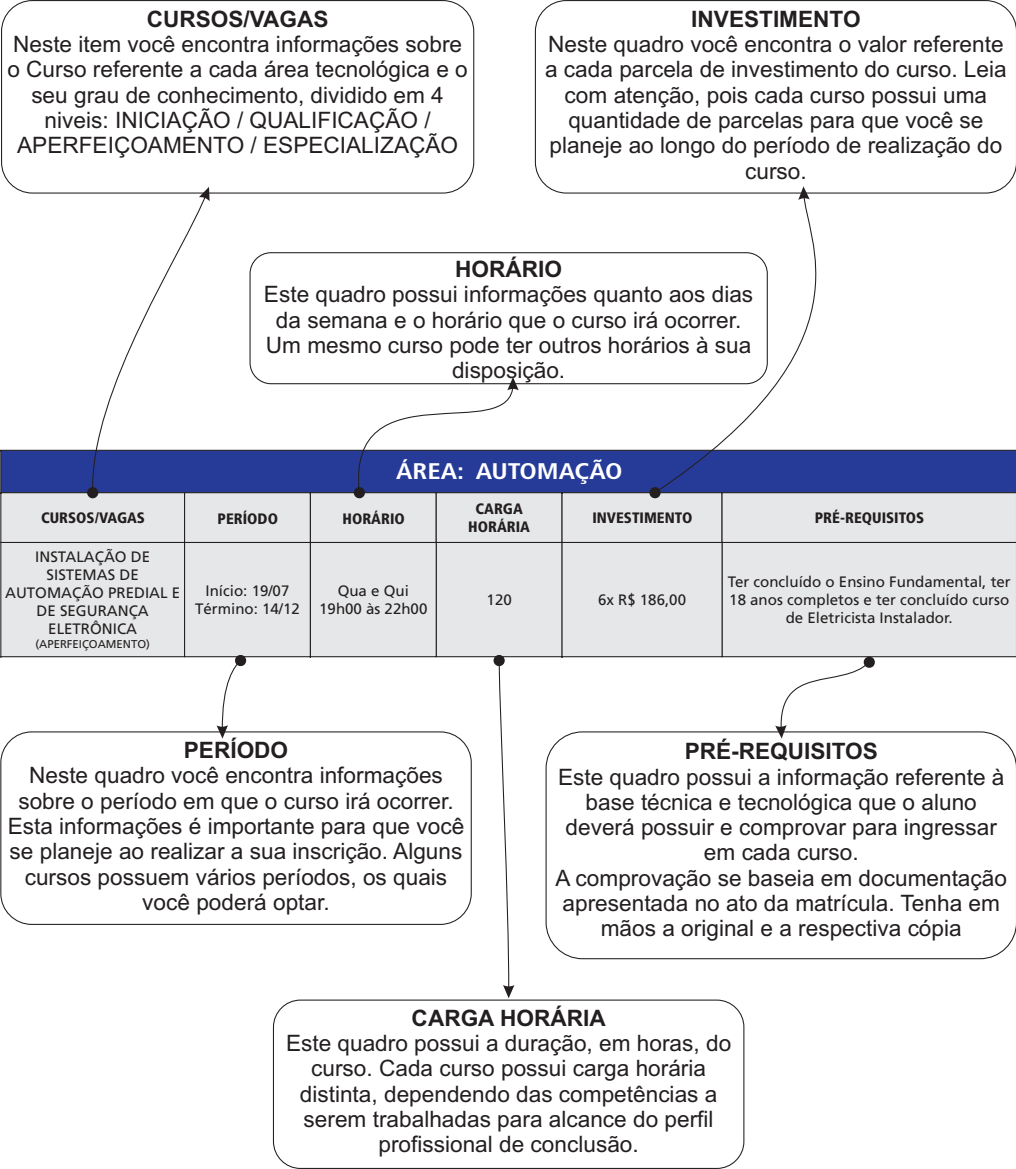 CURSOS/VAGAS
Neste item você encontra informações sobre
o Curso referente a cada área tecnológica e o
seu grau de conhecimento, dividido em 4
niveis: INICIAÇÃO / QUALIFICAÇÃO /
APERFEIÇOAMENTO / ESPECIALIZAÇÃO
INVESTIMENTO
Neste quadro você encontra o valor referente
a cada parcela de investimento do curso. Leia
com atenção, pois cada curso possui uma
quantidade de parcelas para que você se
planeje ao longo do período de realização do
curso.
HORÁRIO
Este quadro possui informações quanto aos dias
da semana e o horário que o curso irá ocorrer.
Um mesmo curso pode ter outros horários à sua
disposição.
ÁREA: AUTOMAÇÃO
CURSOS/VAGAS
PERÍODO
HORÁRIO
CARGA
HORÁRIA
INVESTIMENTO
PRÉ-REQUISITOS
INSTALAÇÃO DE
SISTEMAS DE
AUTOMAÇÃO PREDIAL E
DE SEGURANÇA
ELETRÔNICA
(APERFEIÇOAMENTO)
Início: 19/07
Término: 14/12
Qua e Qui
19h00 às 22h00
120
6x R$ 186,00
Ter concluído o Ensino Fundamental, ter
18 anos completos e ter concluído curso
de Eletricista Instalador.
PERÍODO
Neste quadro você encontra informações
sobre o período em que o curso irá ocorrer.
Esta informações é importante para que você
se planeje ao realizar a sua inscrição. Alguns
cursos possuem vários períodos, os quais
você poderá optar.
PRÉ-REQUISITOS
Este quadro possui a informação referente à
base técnica e tecnológica que o aluno
deverá possuir e comprovar para ingressar
em cada curso.
A comprovação se baseia em documentação
apresentada no ato da matrícula. Tenha em
mãos a original e a respectiva cópia
CARGA HORÁRIA
Este quadro possui a duração, em horas, do
curso. Cada curso possui carga horária
distinta, dependendo das competências a
serem trabalhadas para alcance do perfil
profissional de conclusão.